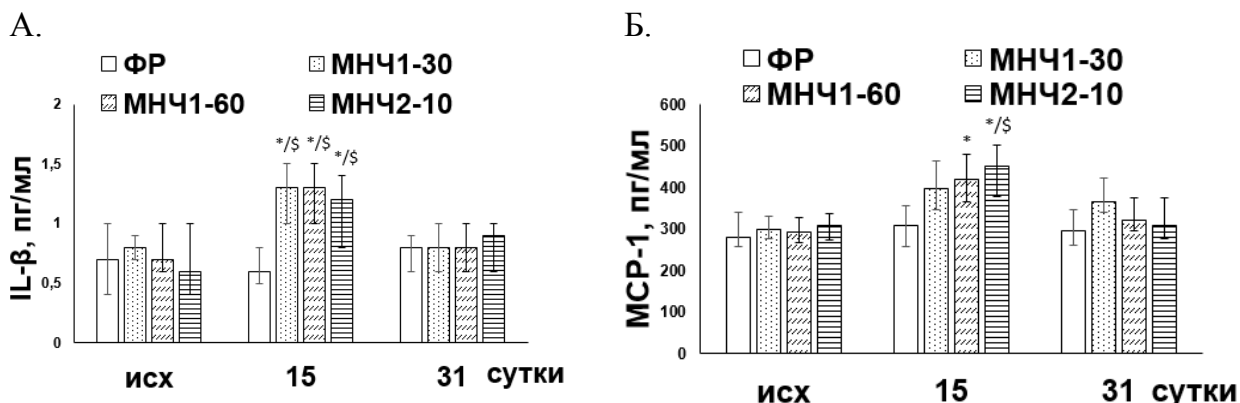 А.
ФР МНЧ1-30
МНЧ1-60 МНЧ2-10
IL-β, пг/мл
2
1,5
1
0,5
0
*/$ */$ */$
исх 15 31 сутки
Б.
ФР МНЧ1-30
МНЧ1-60 МНЧ2-10
МСР-1, пг/мл
600
500
400
300
200
100
0
* */$
исх 15 31 сутки